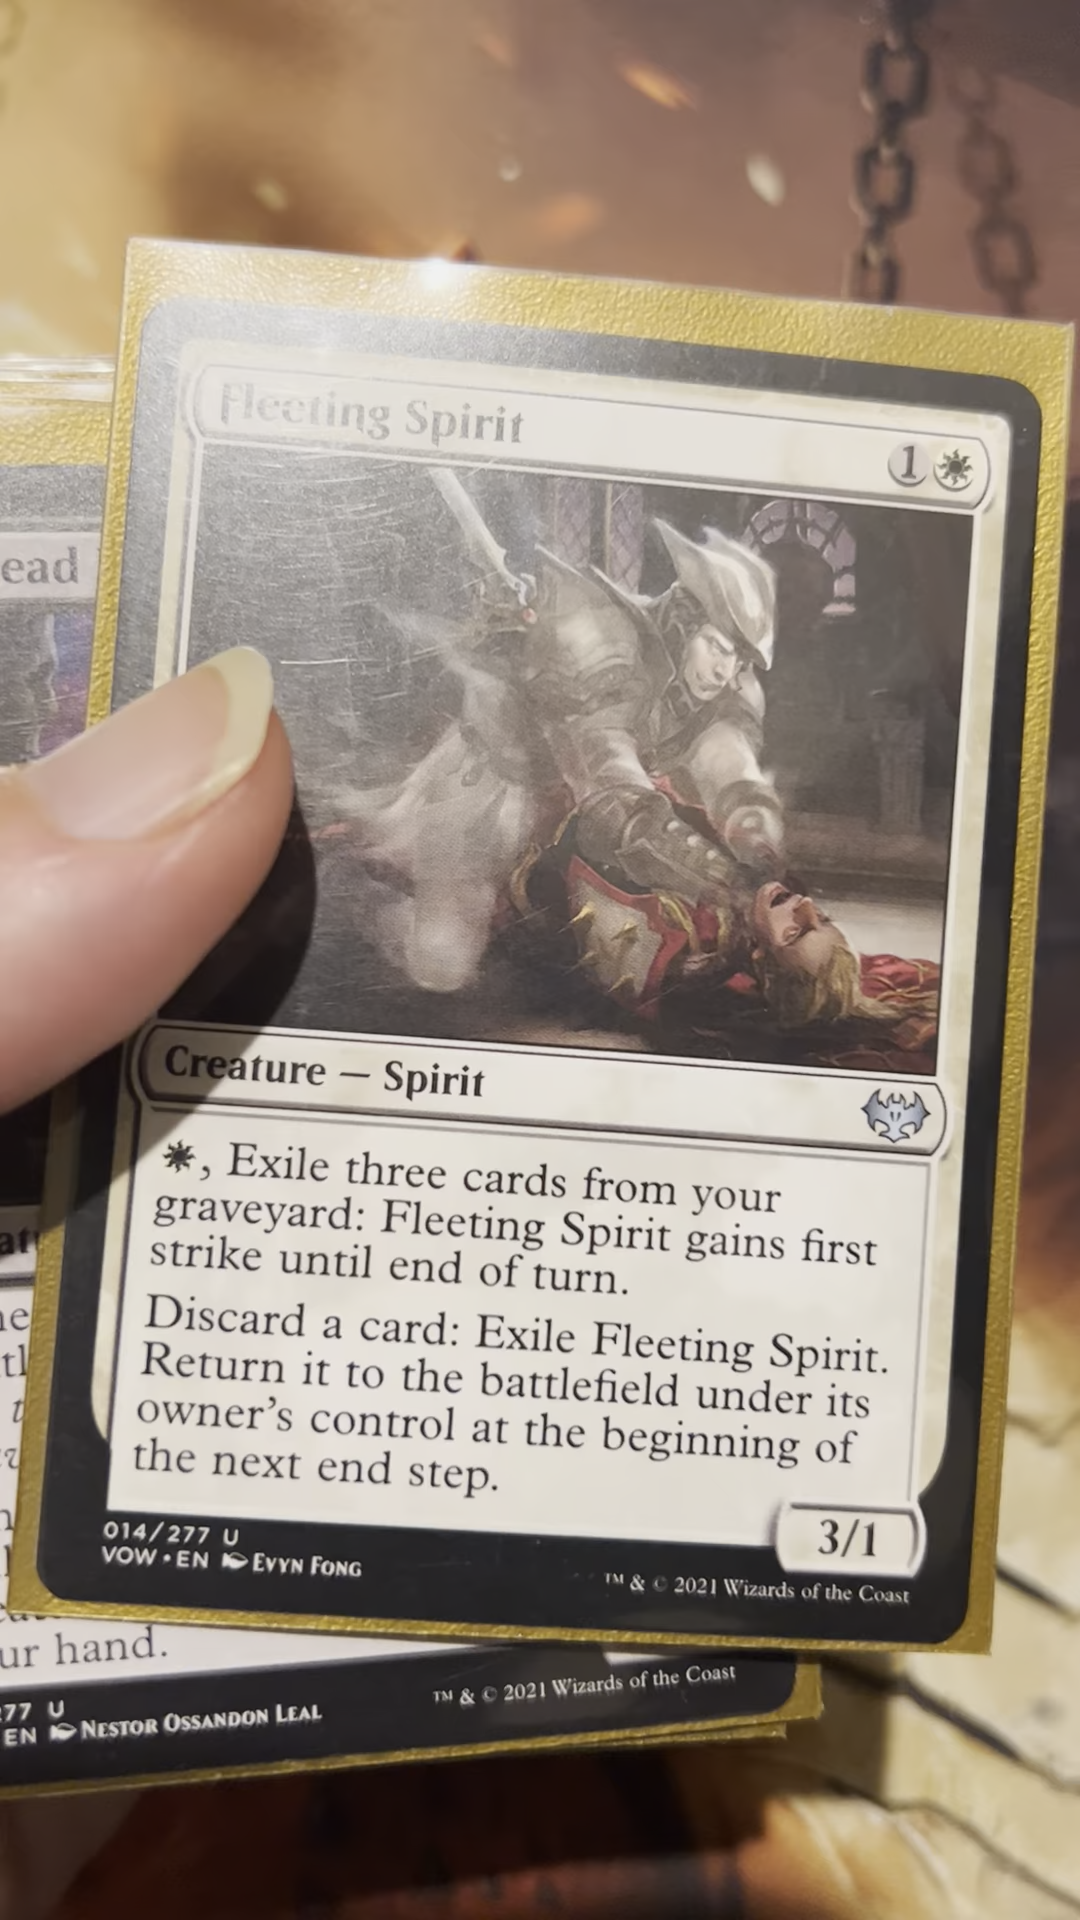 Fleeting Spirit
1
ead
Creature — Spirit
, Exile three cards from your
graveyard: Fleeting Spirit gains first
strike until end of turn.
Discard a card: Exile Fleeting Spirit.
Return it to the battlefield under its
owner's control at the beginning of
the next end step.
3/1
014/277 U
VOW • EN Evyn Fong
™ & © 2021 Wizards of the Coast
ur hand.
277 U
EN Nestor Ossandon Leal
™ & © 2021 Wizards of the Coast